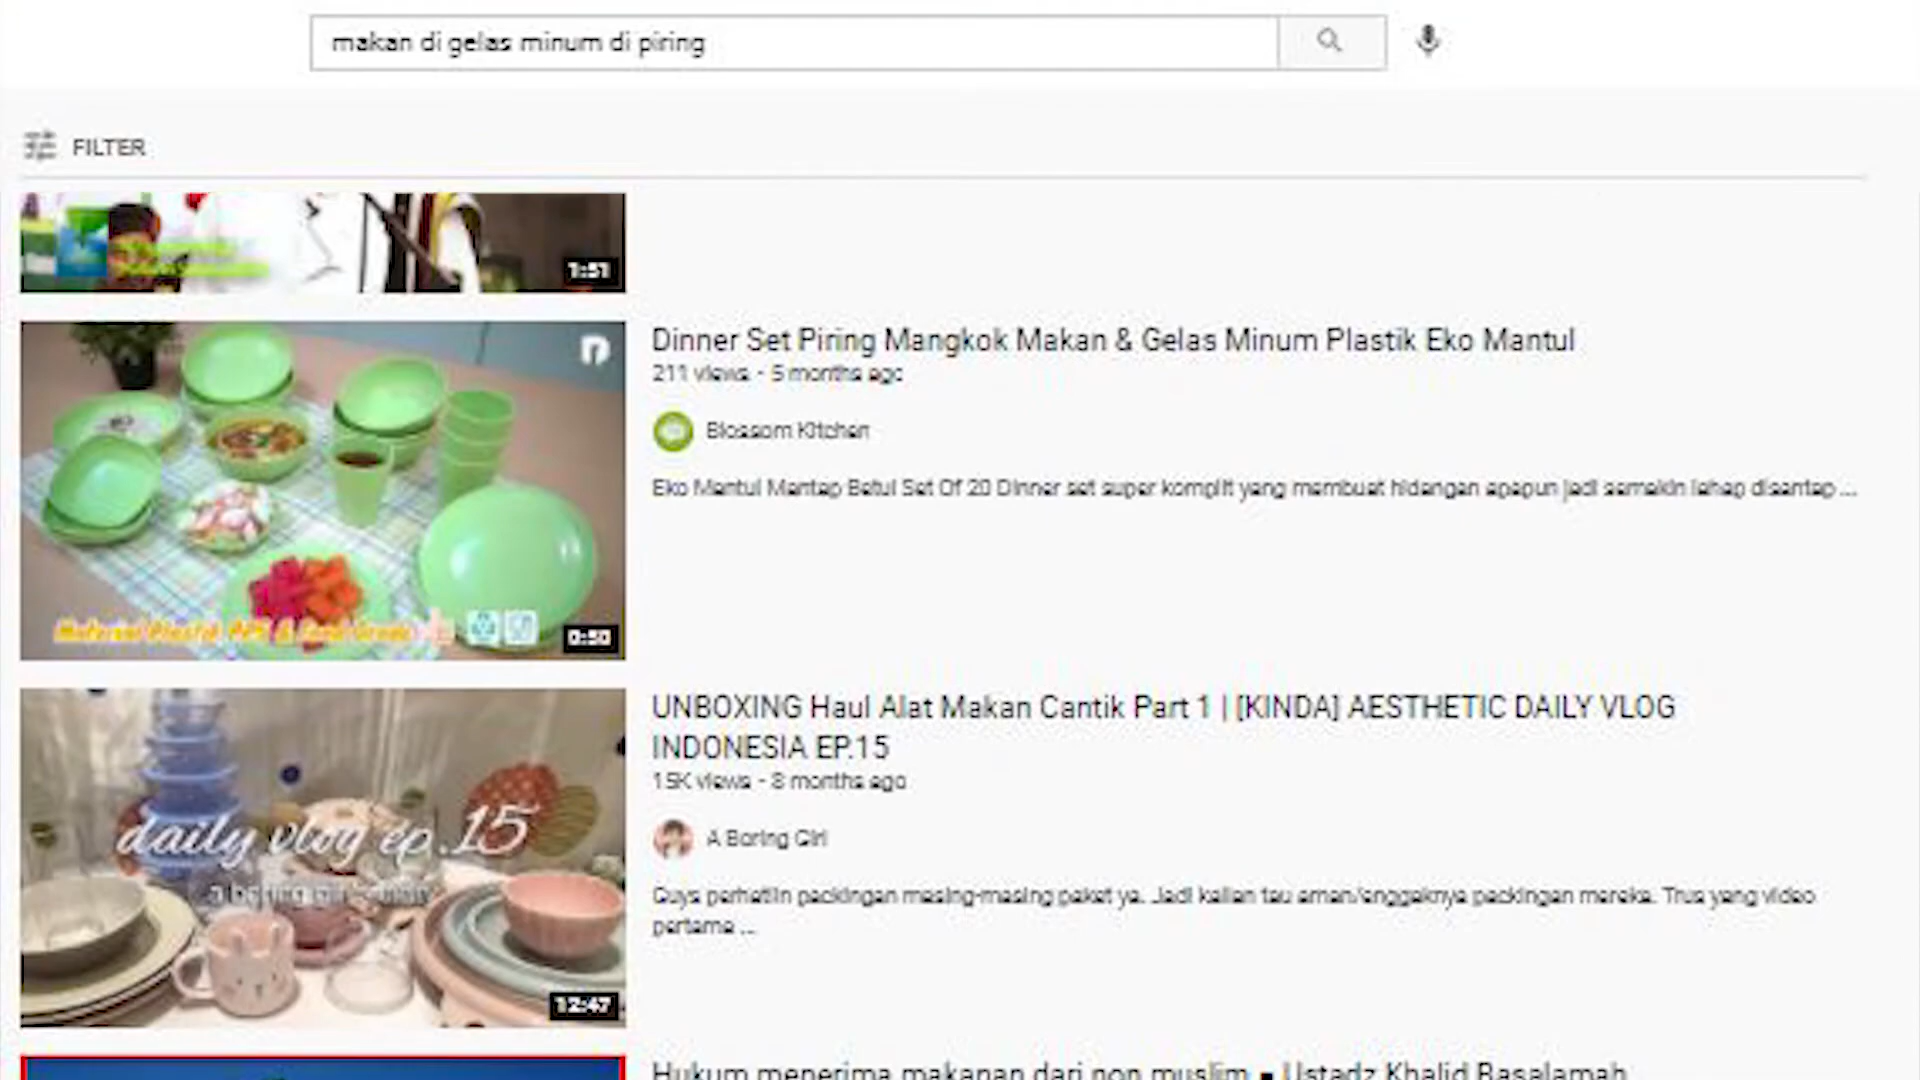 makan di gelas minum di piring
FILTER
1:51
Dinner Set Piring Mangkok Makan & Gelas Minum Plastik Eko Mantul
211 views - 5 months ago
Blossom Kitchen
Eko Mantul Mantap Betul Set Of 20 Dinner set super komplit yang membuat hidangan apapun jadi semakin lahap disantap ...
Material Plastik
0:50
UNBOXING Haul Alat Makan Cantik Part 1 | [KINDA] AESTHETIC DAILY VLOG
INDONESIA EP.15
15K views - 8 months ago
A Boring Girl
Guys perhatiin packingan masing-masing paket ya. Jadi kalian tau aman/enggaknya packingan mereka. Trus yang video
pertama ...
daily vlog ep.15
12:47
Hukum menerima makanan dari non muslim ▪ Ustadz Khalid Basalamah